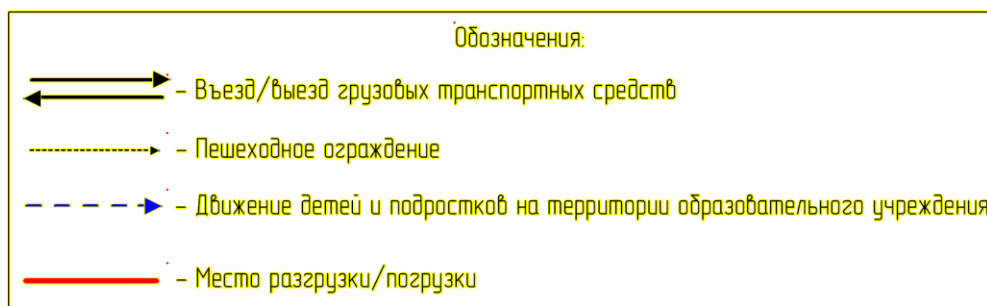 Обозначения:
– Въезд/выезд грузовых транспортных средств
– Пешеходное ограждение
– Движение детей и подростков на территории образовательного учреждения
– Место разгрузки/погрузки